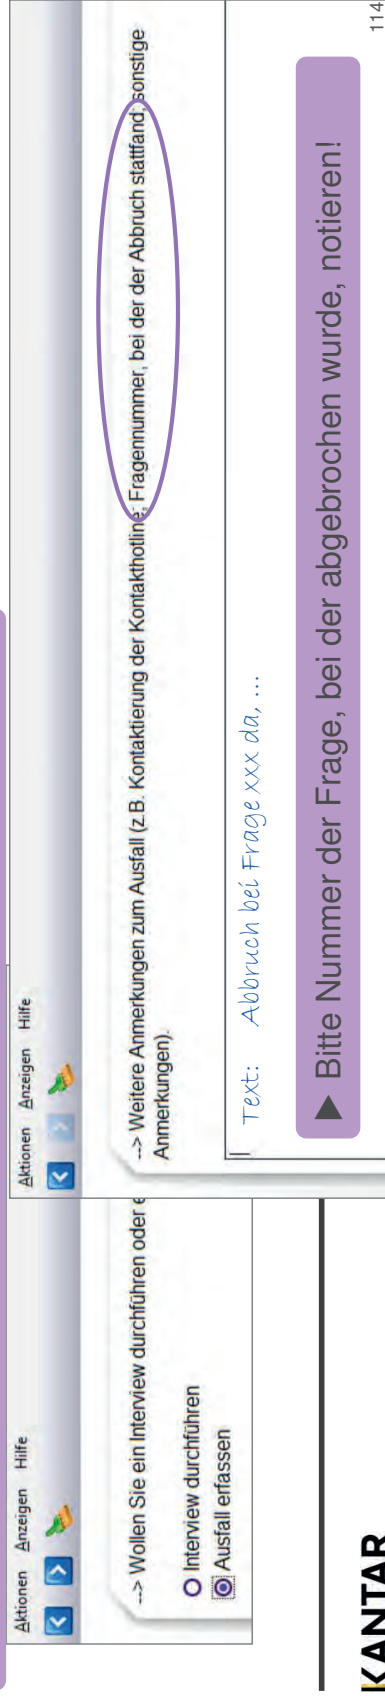 Aktionen Anzeigen Hilfe
--> Wollen Sie ein Interview durchführen oder e
Interview durchführen
Ausfall erfassen
Aktionen Anzeigen Hilfe
--> Weitere Anmerkungen zum Ausfall (z.B. Kontaktierung der Kontakthotline; Fragennummer, bei der der Abbruch stattfand; sonstige
Anmerkungen).
Text: Abbruch bei Frage xxx da, ...
▶ Bitte Nummer der Frage, bei der abgebrochen wurde, notieren!
KANTAR
114